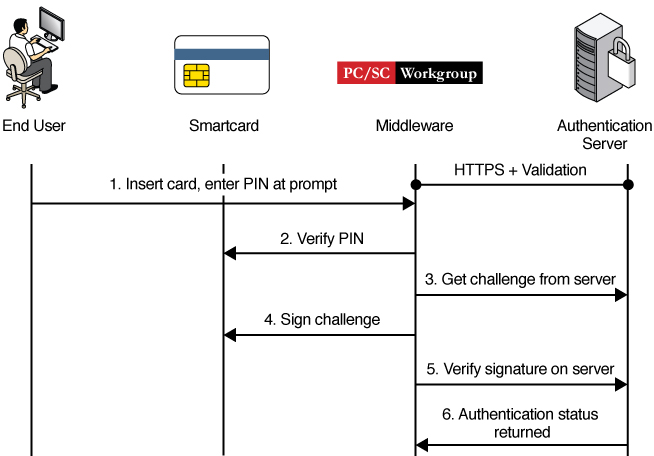 PC/SC Workgroup
End User
Smartcard
Middleware
Authentication
Server
HTTPS + Validation
1. Insert card, enter PIN at prompt
2. Verify PIN
3. Get challenge from server
4. Sign challenge
5. Verify signature on server
6. Authentication status
returned